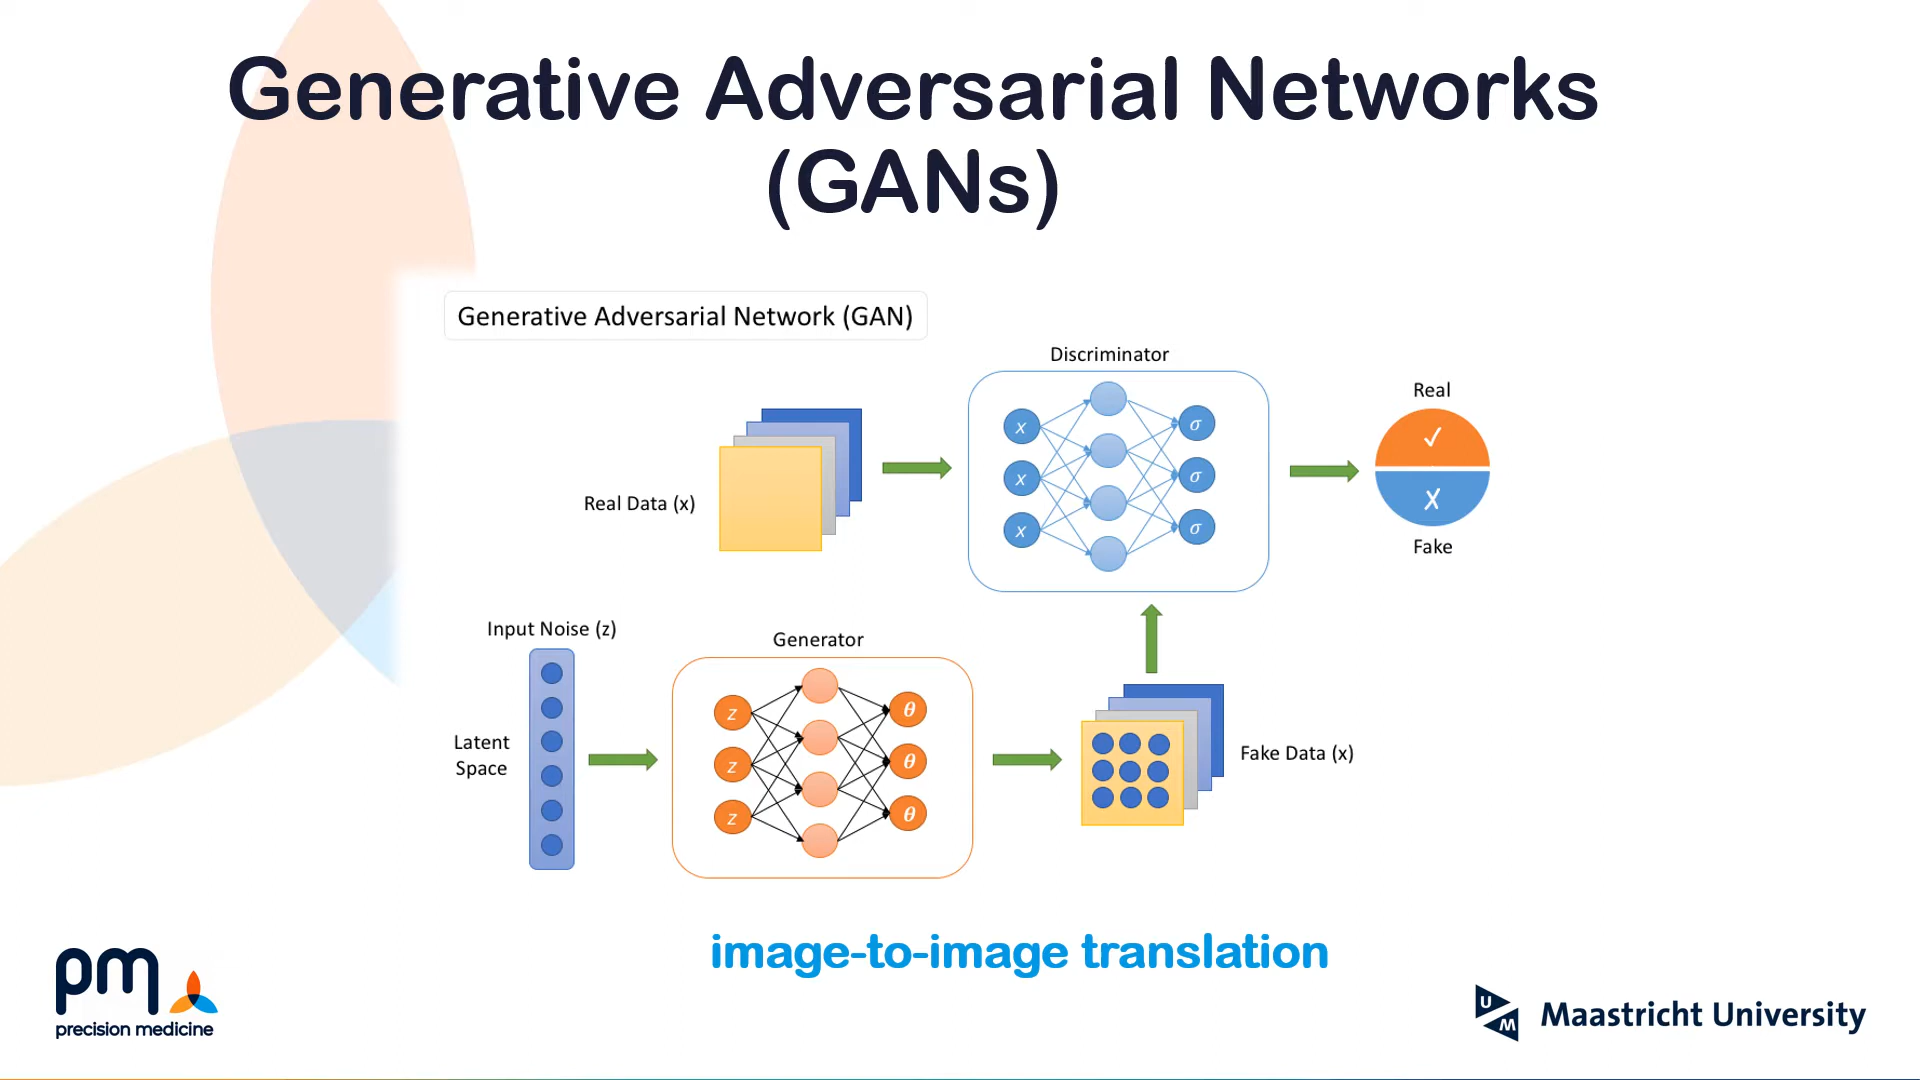 Generative Adversarial Networks
(GANs)
Generative Adversarial Network (GAN)
Discriminator
Real
✓
X
Fake
Real Data (x)
x
x
x
σ
σ
σ
Input Noise (z)
Latent
Space
Generator
z
z
z
θ
θ
θ
Fake Data (x)
image-to-image translation
pm
precision medicine
UM
Maastricht University